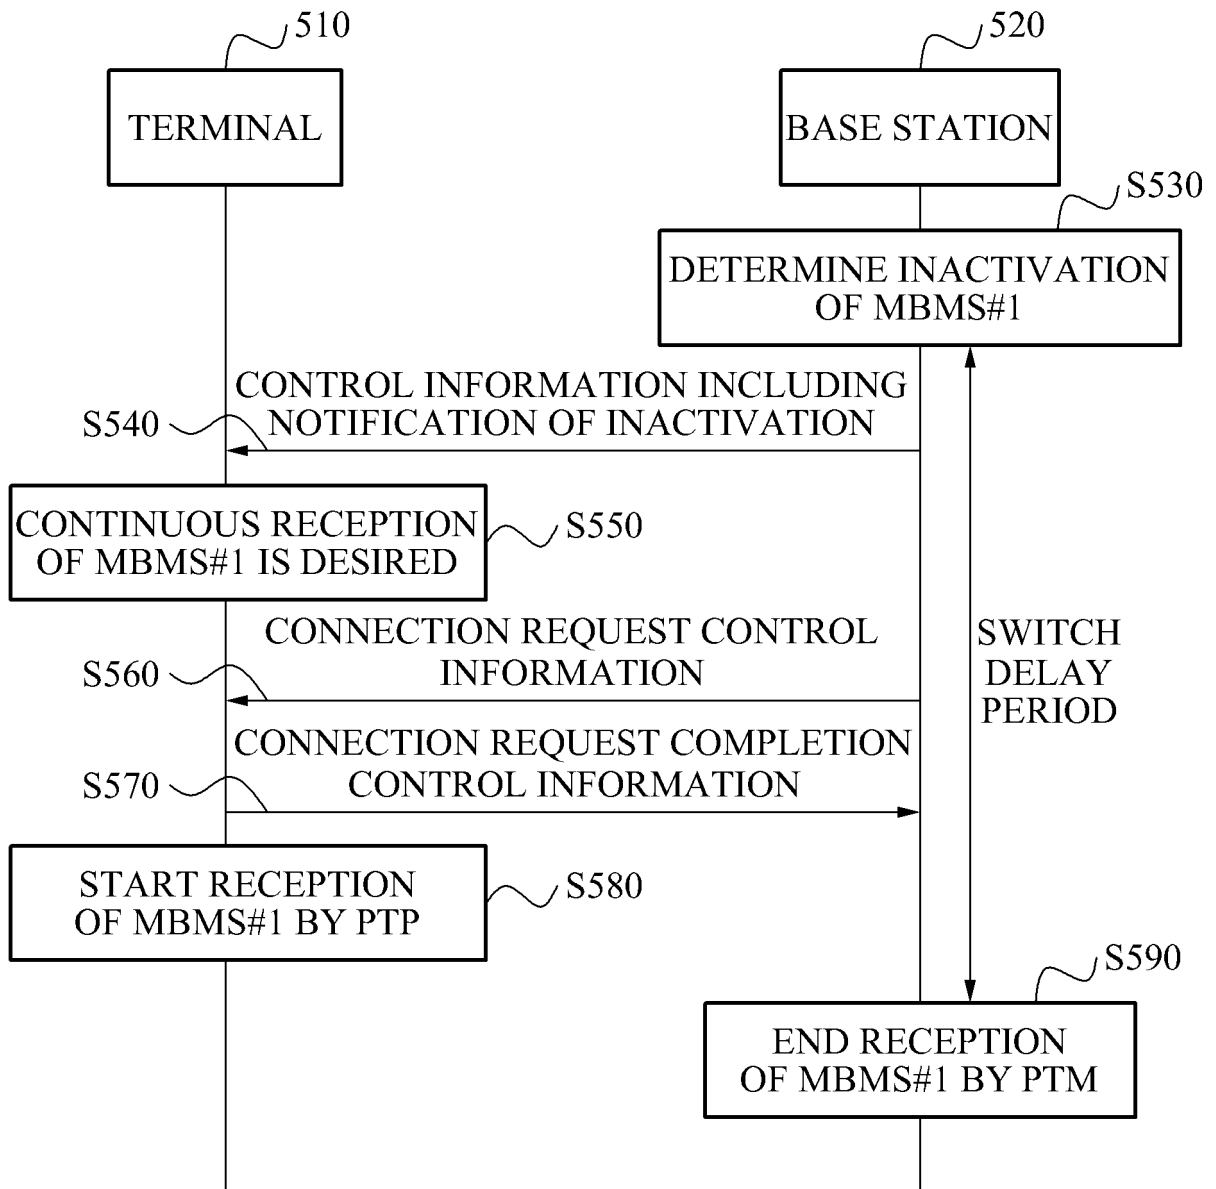 510
520
TERMINAL
BASE STATION
S530
DETERMINE INACTIVATION
OF MBMS#1
CONTROL INFORMATION INCLUDING
NOTIFICATION OF INACTIVATION
S540
CONTINUOUS RECEPTION
OF MBMS#1 IS DESIRED
S550
CONNECTION REQUEST CONTROL
INFORMATION
S560
SWITCH
DELAY
PERIOD
CONNECTION REQUEST COMPLETION
CONTROL INFORMATION
S570
START RECEPTION
OF MBMS#1 BY PTP
S580
S590
END RECEPTION
OF MBMS#1 BY PTM